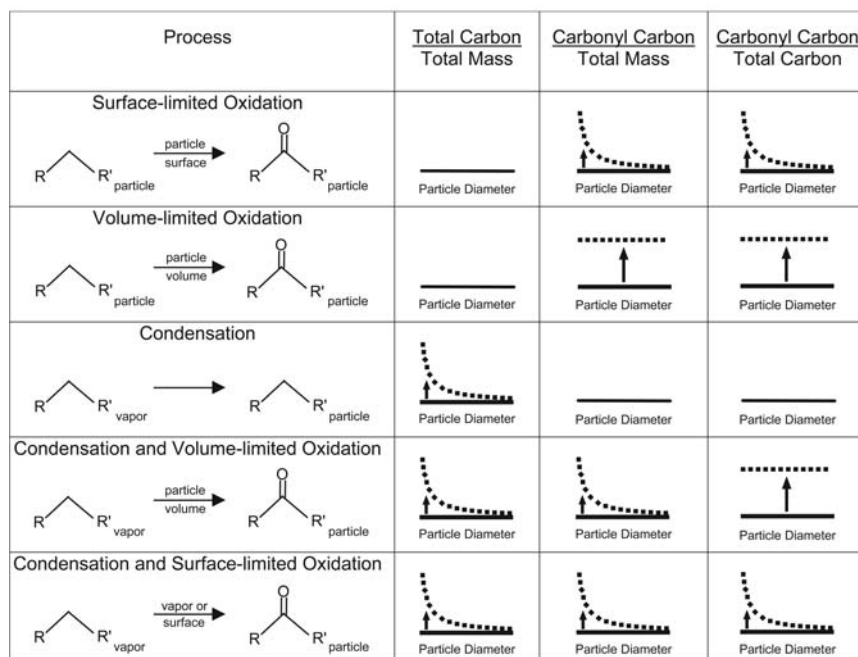 Process
Total Carbon
Total Mass
Carbonyl Carbon
Total Mass
Carbonyl Carbon
Total Carbon
Surface-limited Oxidation
R R' particle
particle
surface
O
R R' particle
Particle Diameter
Particle Diameter
Particle Diameter
Volume-limited Oxidation
R R' particle
particle
volume
O
R R' particle
Particle Diameter
Particle Diameter
Particle Diameter
Condensation
R R' vapor
R R' particle
Particle Diameter
Particle Diameter
Particle Diameter
Condensation and Volume-limited Oxidation
R R' vapor
particle
volume
O
R R' particle
Particle Diameter
Particle Diameter
Particle Diameter
Condensation and Surface-limited Oxidation
R R' vapor
vapor or
surface
O
R R' particle
Particle Diameter
Particle Diameter
Particle Diameter